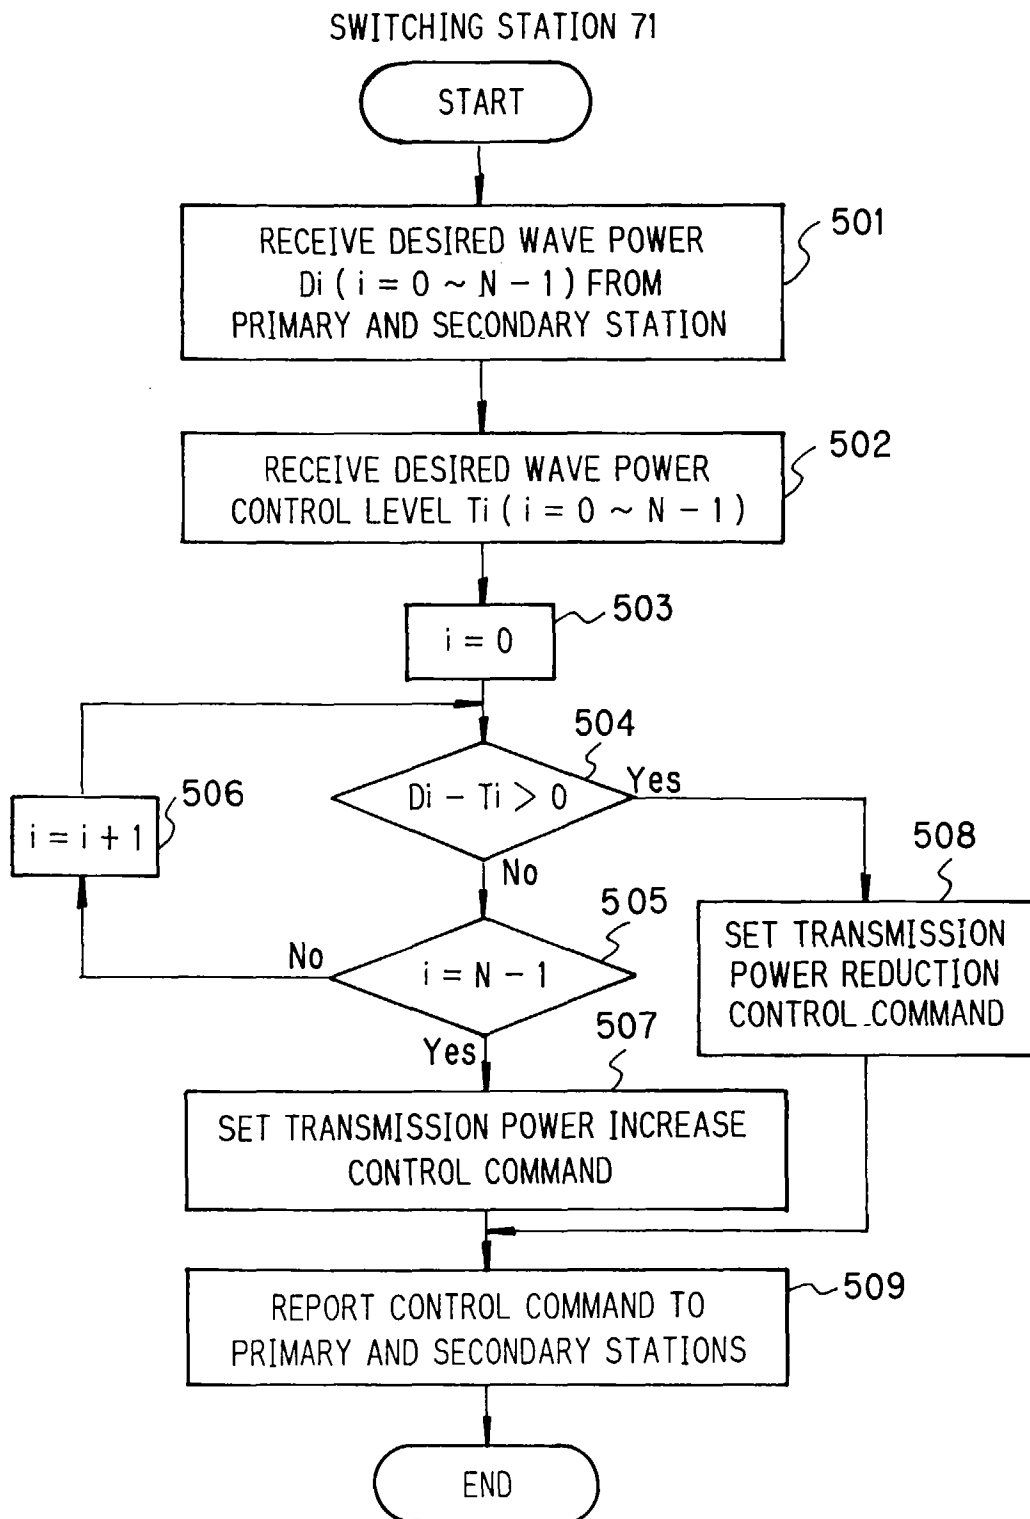 SWITCHING STATION 71
START
RECEIVE DESIRED WAVE POWER
Di ( i = 0 ~ N - 1 ) FROM
PRIMARY AND SECONDARY STATION
501
RECEIVE DESIRED WAVE POWER
CONTROL LEVEL Ti ( i = 0 ~ N - 1 )
502
i = 0
503
Di - Ti > 0
504
Yes
No
i = i + 1
506
i = N - 1
505
No
Yes
508
SET TRANSMISSION
POWER REDUCTION
CONTROL COMMAND
507
SET TRANSMISSION POWER INCREASE
CONTROL COMMAND
REPORT CONTROL COMMAND TO
PRIMARY AND SECONDARY STATIONS
509
END